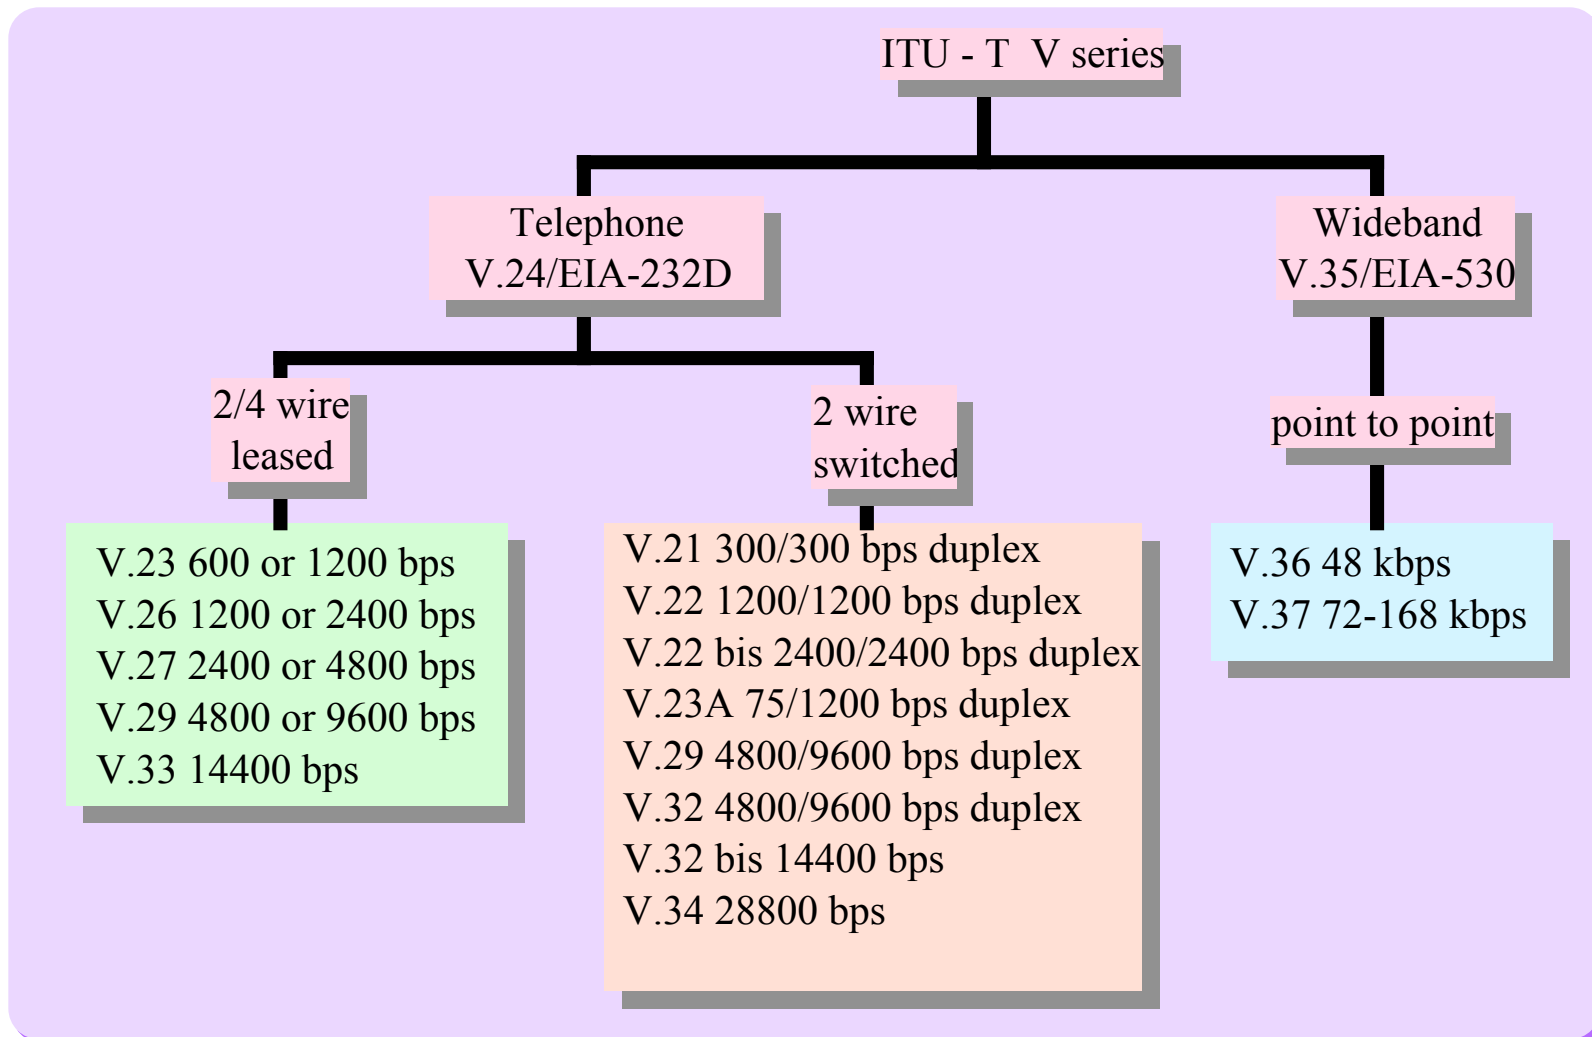 ITU - T V series
Telephone
V.24/EIA-232D
Wideband
V.35/EIA-530
2/4 wire
leased
2 wire
switched
point to point
V.23 600 or 1200 bps
V.26 1200 or 2400 bps
V.27 2400 or 4800 bps
V.29 4800 or 9600 bps
V.33 14400 bps
V.21 300/300 bps duplex
V.22 1200/1200 bps duplex
V.22 bis 2400/2400 bps duplex
V.23A 75/1200 bps duplex
V.29 4800/9600 bps duplex
V.32 4800/9600 bps duplex
V.32 bis 14400 bps
V.34 28800 bps
V.36 48 kbps
V.37 72-168 kbps